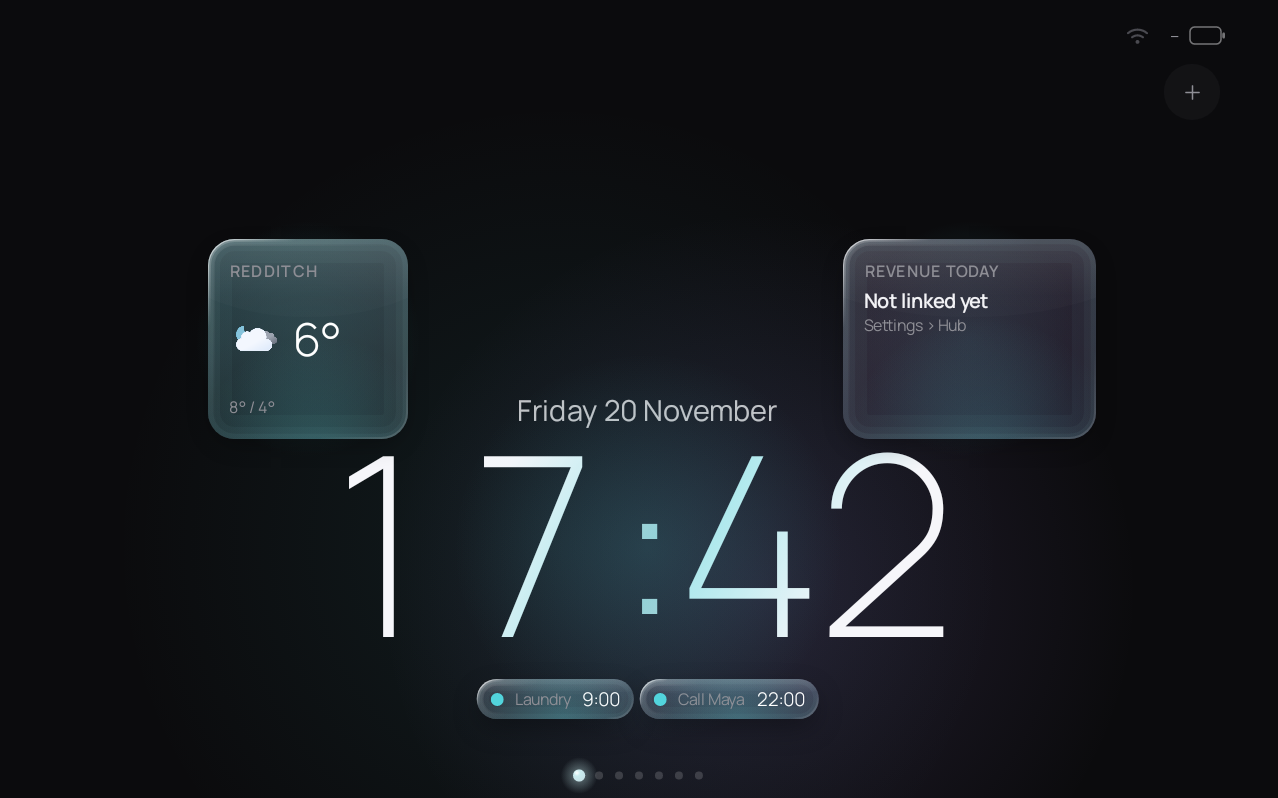 –
+
REDDITCH
6°
8° / 4°
REVENUE TODAY
Not linked yet
Settings > Hub
Friday 20 November
17:42
Laundry 9:00
Call Maya 22:00